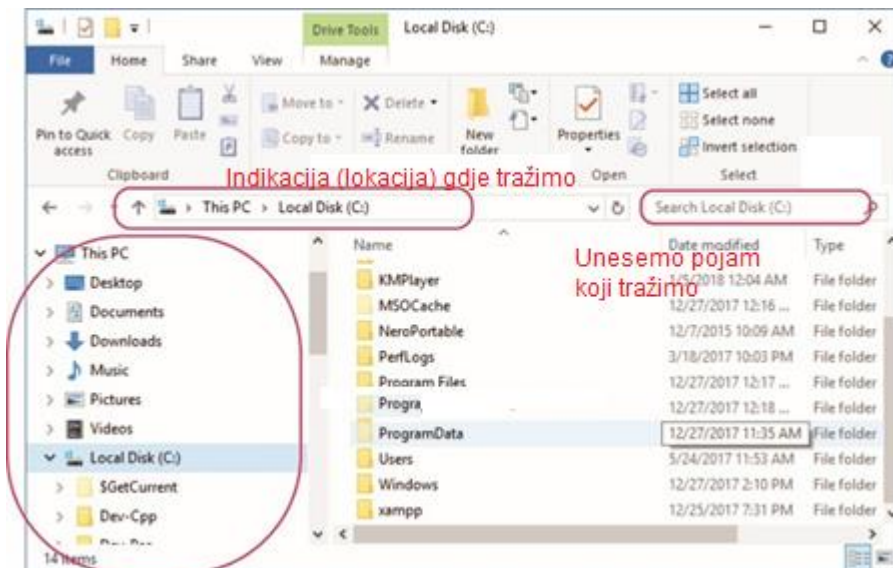 Drive Tools Local Disk (C:)
File Home Share View Manage
Pin to Quick access Copy Paste
Move to Copy to
Delete Rename
New folder
Properties
Select all
Select none
Invert selection
Clipboard Open Select
Indikacija (lokacija) gdje tražimo
This PC Local Disk (C:) Search Local Disk (C:)
Unesemo pojam
koji tražimo
This PC
Desktop
Documents
Downloads
Music
Pictures
Videos
Local Disk (C:)
$GetCurrent
Dev-Cpp
Name Date modified Type
KMPlayer 1/5/2018 12:04 AM File folder
MSOCache 12/27/2017 12:16 ... File folder
NeroPortable 12/7/2015 10:09 AM File folder
PerfLogs 3/18/2017 10:03 PM File folder
Program Files 12/27/2017 12:17 ... File folder
Progra 12/27/2017 12:18 ... File folder
ProgramData 12/27/2017 11:35 AM File folder
Users 5/24/2017 11:53 AM File folder
Windows 12/27/2017 2:10 PM File folder
xampp 12/25/2017 7:31 PM File folder
14 items